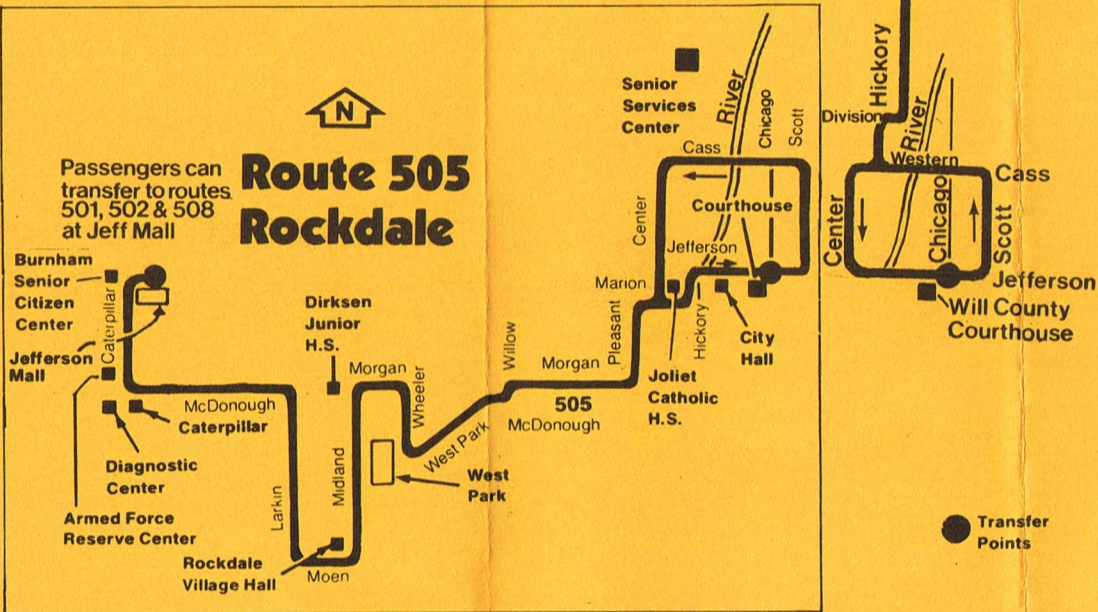 N
Passengers can
transfer to routes
501, 502 & 508
at Jeff Mall
Route 505
Rockdale
Burnham
Senior
Citizen
Center
Caterpillar
Jefferson
Mall
McDonough
Caterpillar
Diagnostic
Center
Armed Force
Reserve Center
Larkin
Rockdale
Village Hall
Moen
Midland
Dirksen
Junior
H.S.
Morgan
Wheeler
West Park
West
Park
Willow
Morgan
505
McDonough
Pleasant
Marion
Center
Senior
Services
Center
Cass
River
Chicago
Scott
Courthouse
Jefferson
Hickory
City
Hall
Joliet
Catholic
H.S.
Hickory
Division
River
Western
Cass
Center
Chicago
Scott
Jefferson
Will County
Courthouse
Transfer
Points